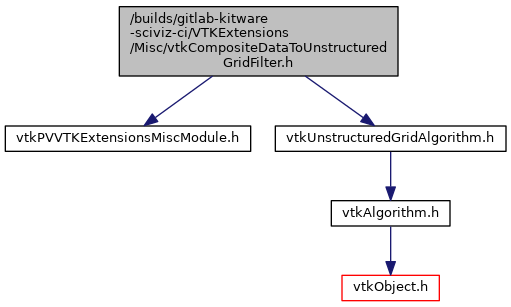 /builds/gitlab-kitware
-sciviz-ci/VTKExtensions
/Misc/vtkCompositeDataToUnstructured
GridFilter.h
vtkPVVTKExtensionsMiscModule.h
vtkUnstructuredGridAlgorithm.h
vtkAlgorithm.h
vtkObject.h